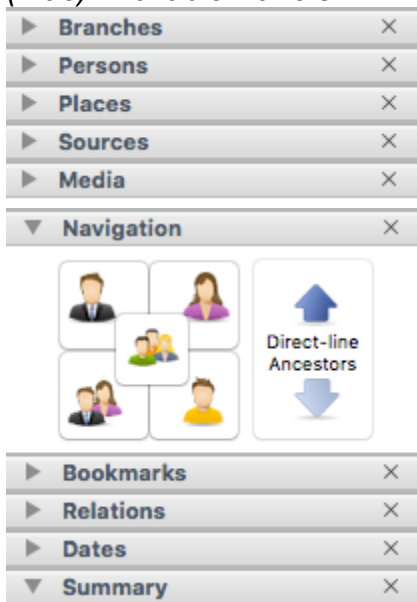 Branches
Persons
Places
Sources
Media
Navigation
Direct-line
Ancestors
Bookmarks
Relations
Dates
Summary